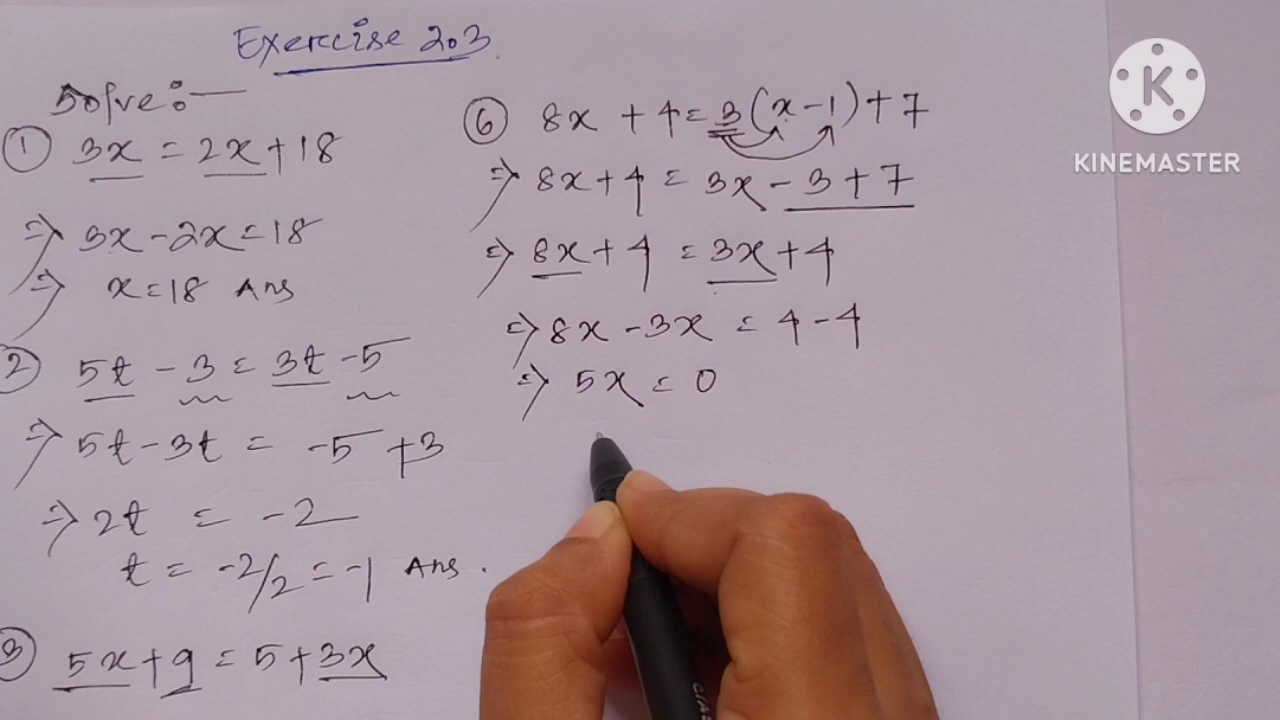 Exercise 2.3
Solve:—
① 3x = 2x + 18
⇒ 3x - 2x = 18
⇒ x = 18 Ans
② 5t - 3 = 3t - 5
⇒ 5t - 3t = -5 + 3
⇒ 2t = -2
t = -2/2 = -1 Ans.
③ 5x + 9 = 5 + 3x
⑥ 8x + 4 = 3(x - 1) + 7
⇒ 8x + 4 = 3x - 3 + 7
⇒ 8x + 4 = 3x + 4
⇒ 8x - 3x = 4 - 4
⇒ 5x = 0
K
KINEMASTER